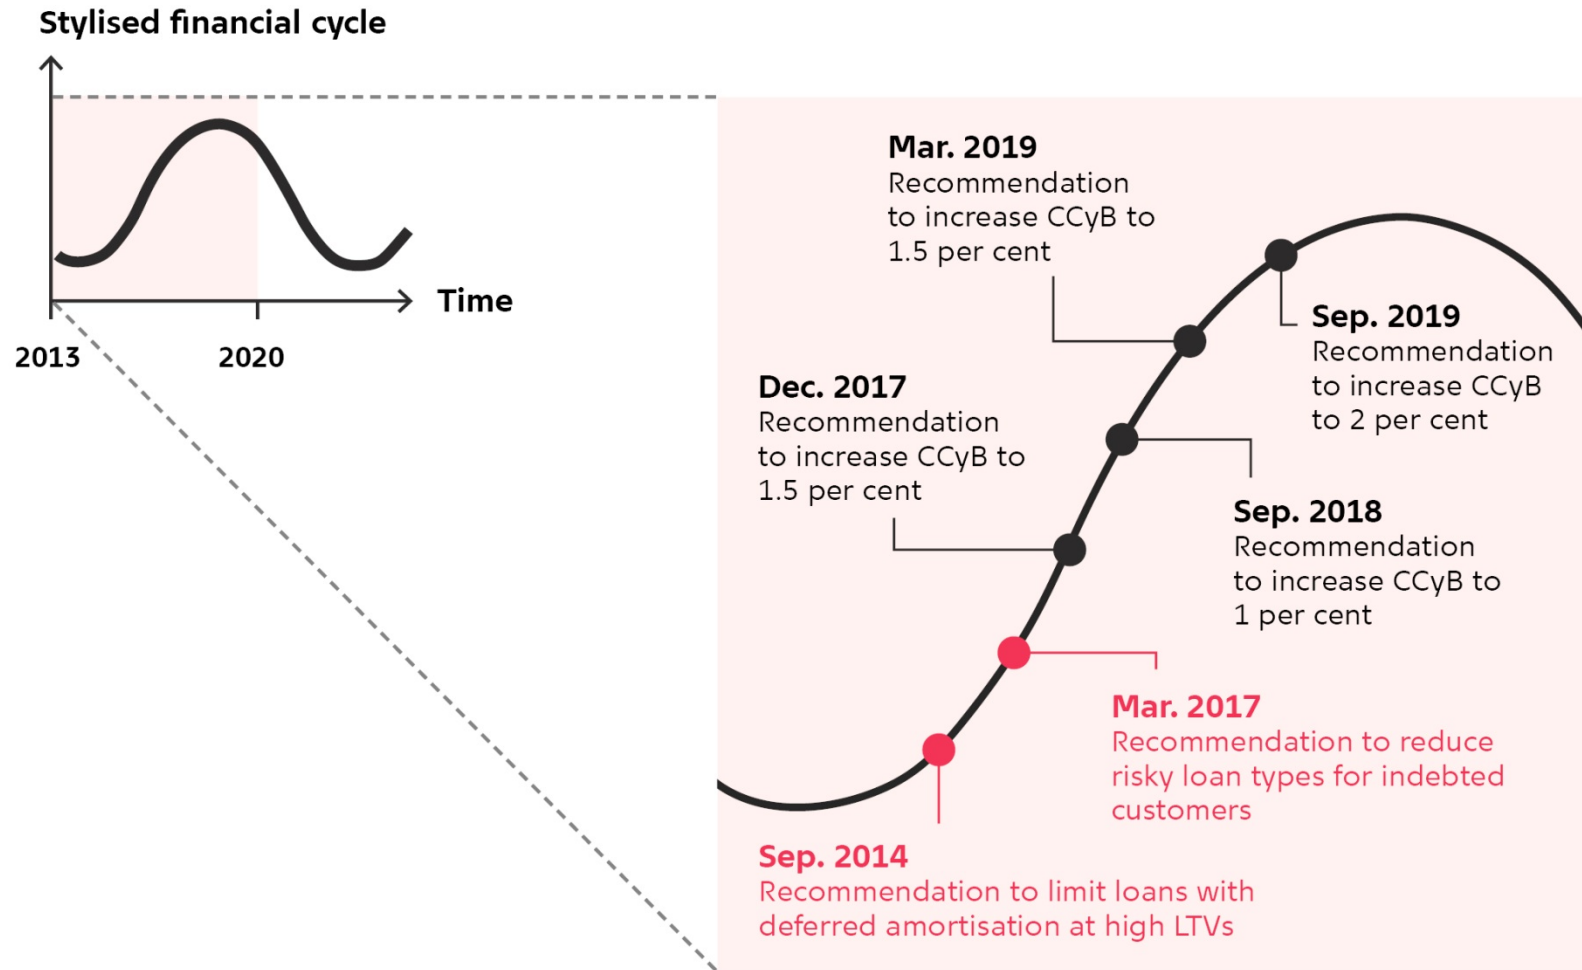 Stylised financial cycle
Time
2013
2020
Mar. 2019
Recommendation
to increase CCyB to
1.5 per cent
Sep. 2019
Recommendation
to increase CCyB
to 2 per cent
Dec. 2017
Recommendation
to increase CCyB to
1.5 per cent
Sep. 2018
Recommendation
to increase CCyB to
1 per cent
Mar. 2017
Recommendation to reduce
risky loan types for indebted
customers
Sep. 2014
Recommendation to limit loans with
deferred amortisation at high LTVs